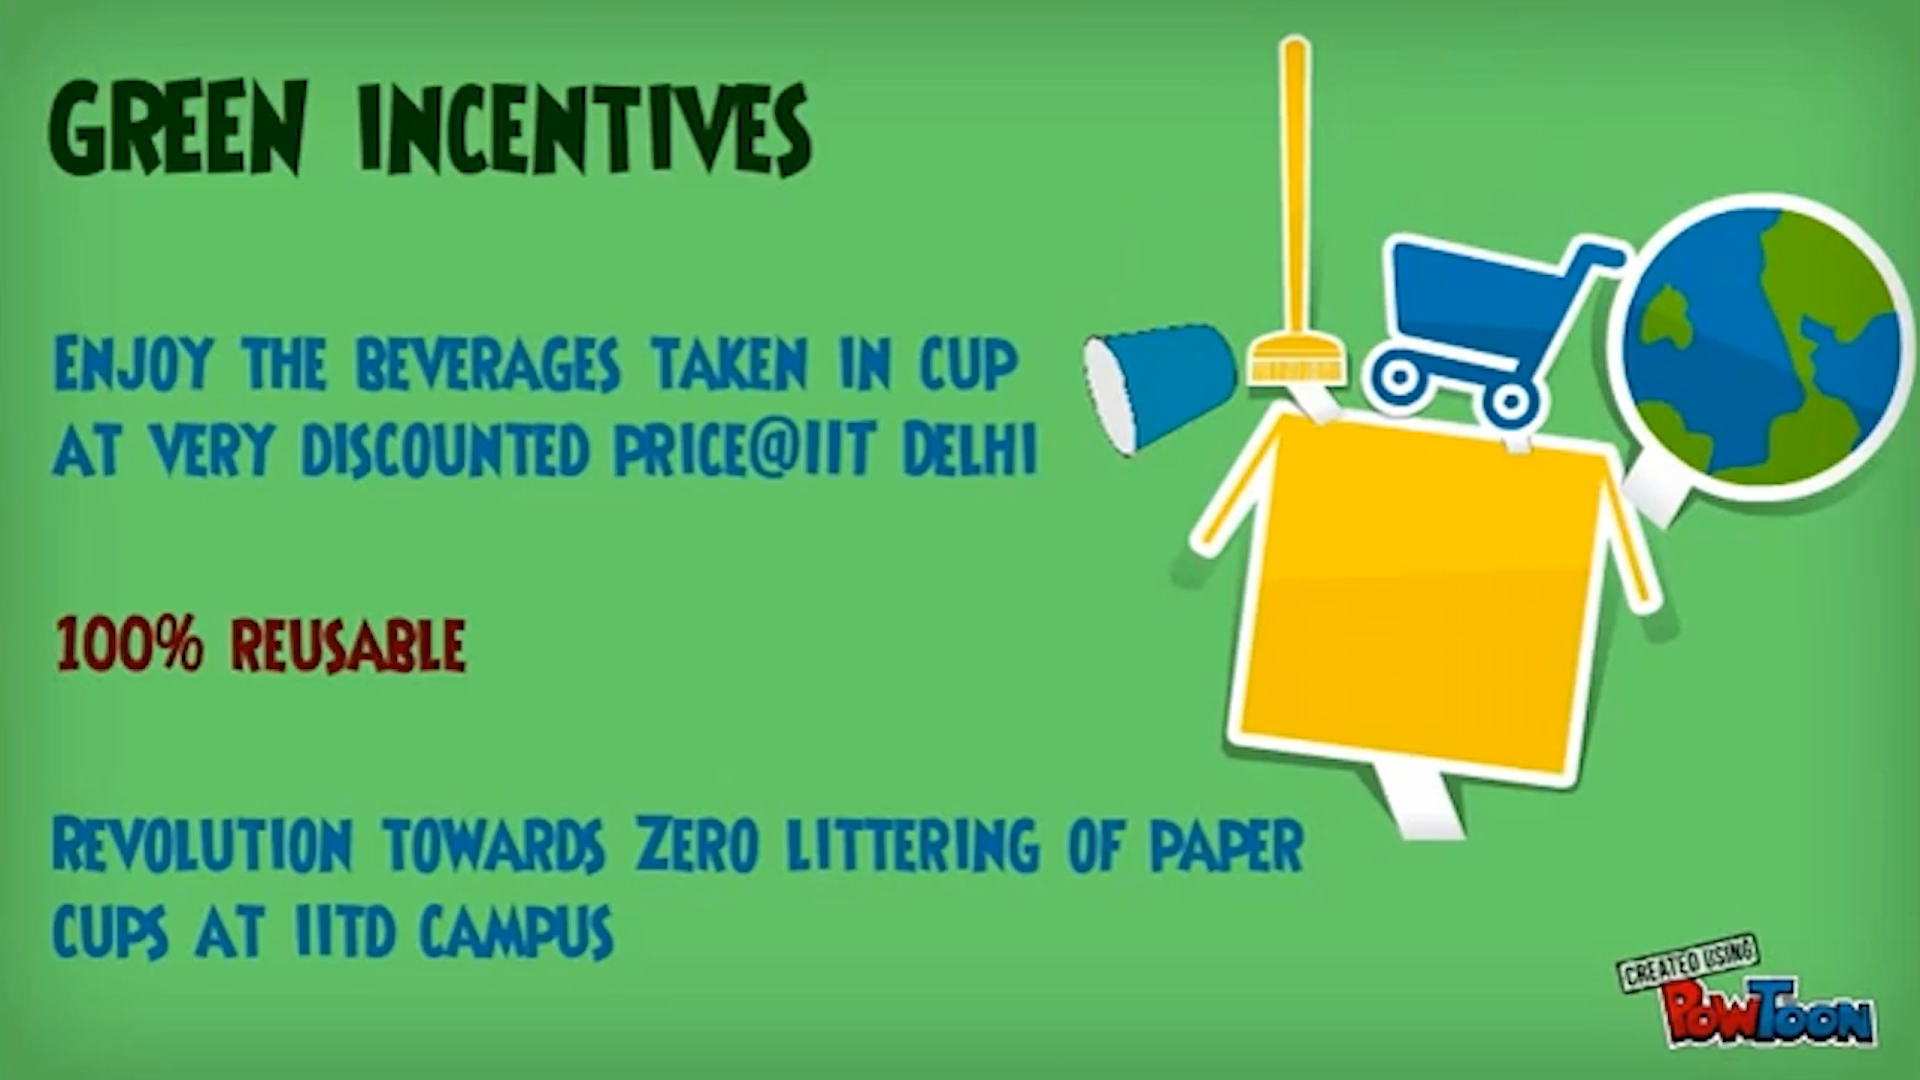 GREEN INCENTIVES
ENJOY THE BEVERAGES TAKEN IN CUP
AT VERY DISCOUNTED PRICE@IIT DELHI
100% REUSABLE
REVOLUTION TOWARDS ZERO LITTERING OF PAPER
CUPS AT IITD CAMPUS
CREATED USING
POWTOON